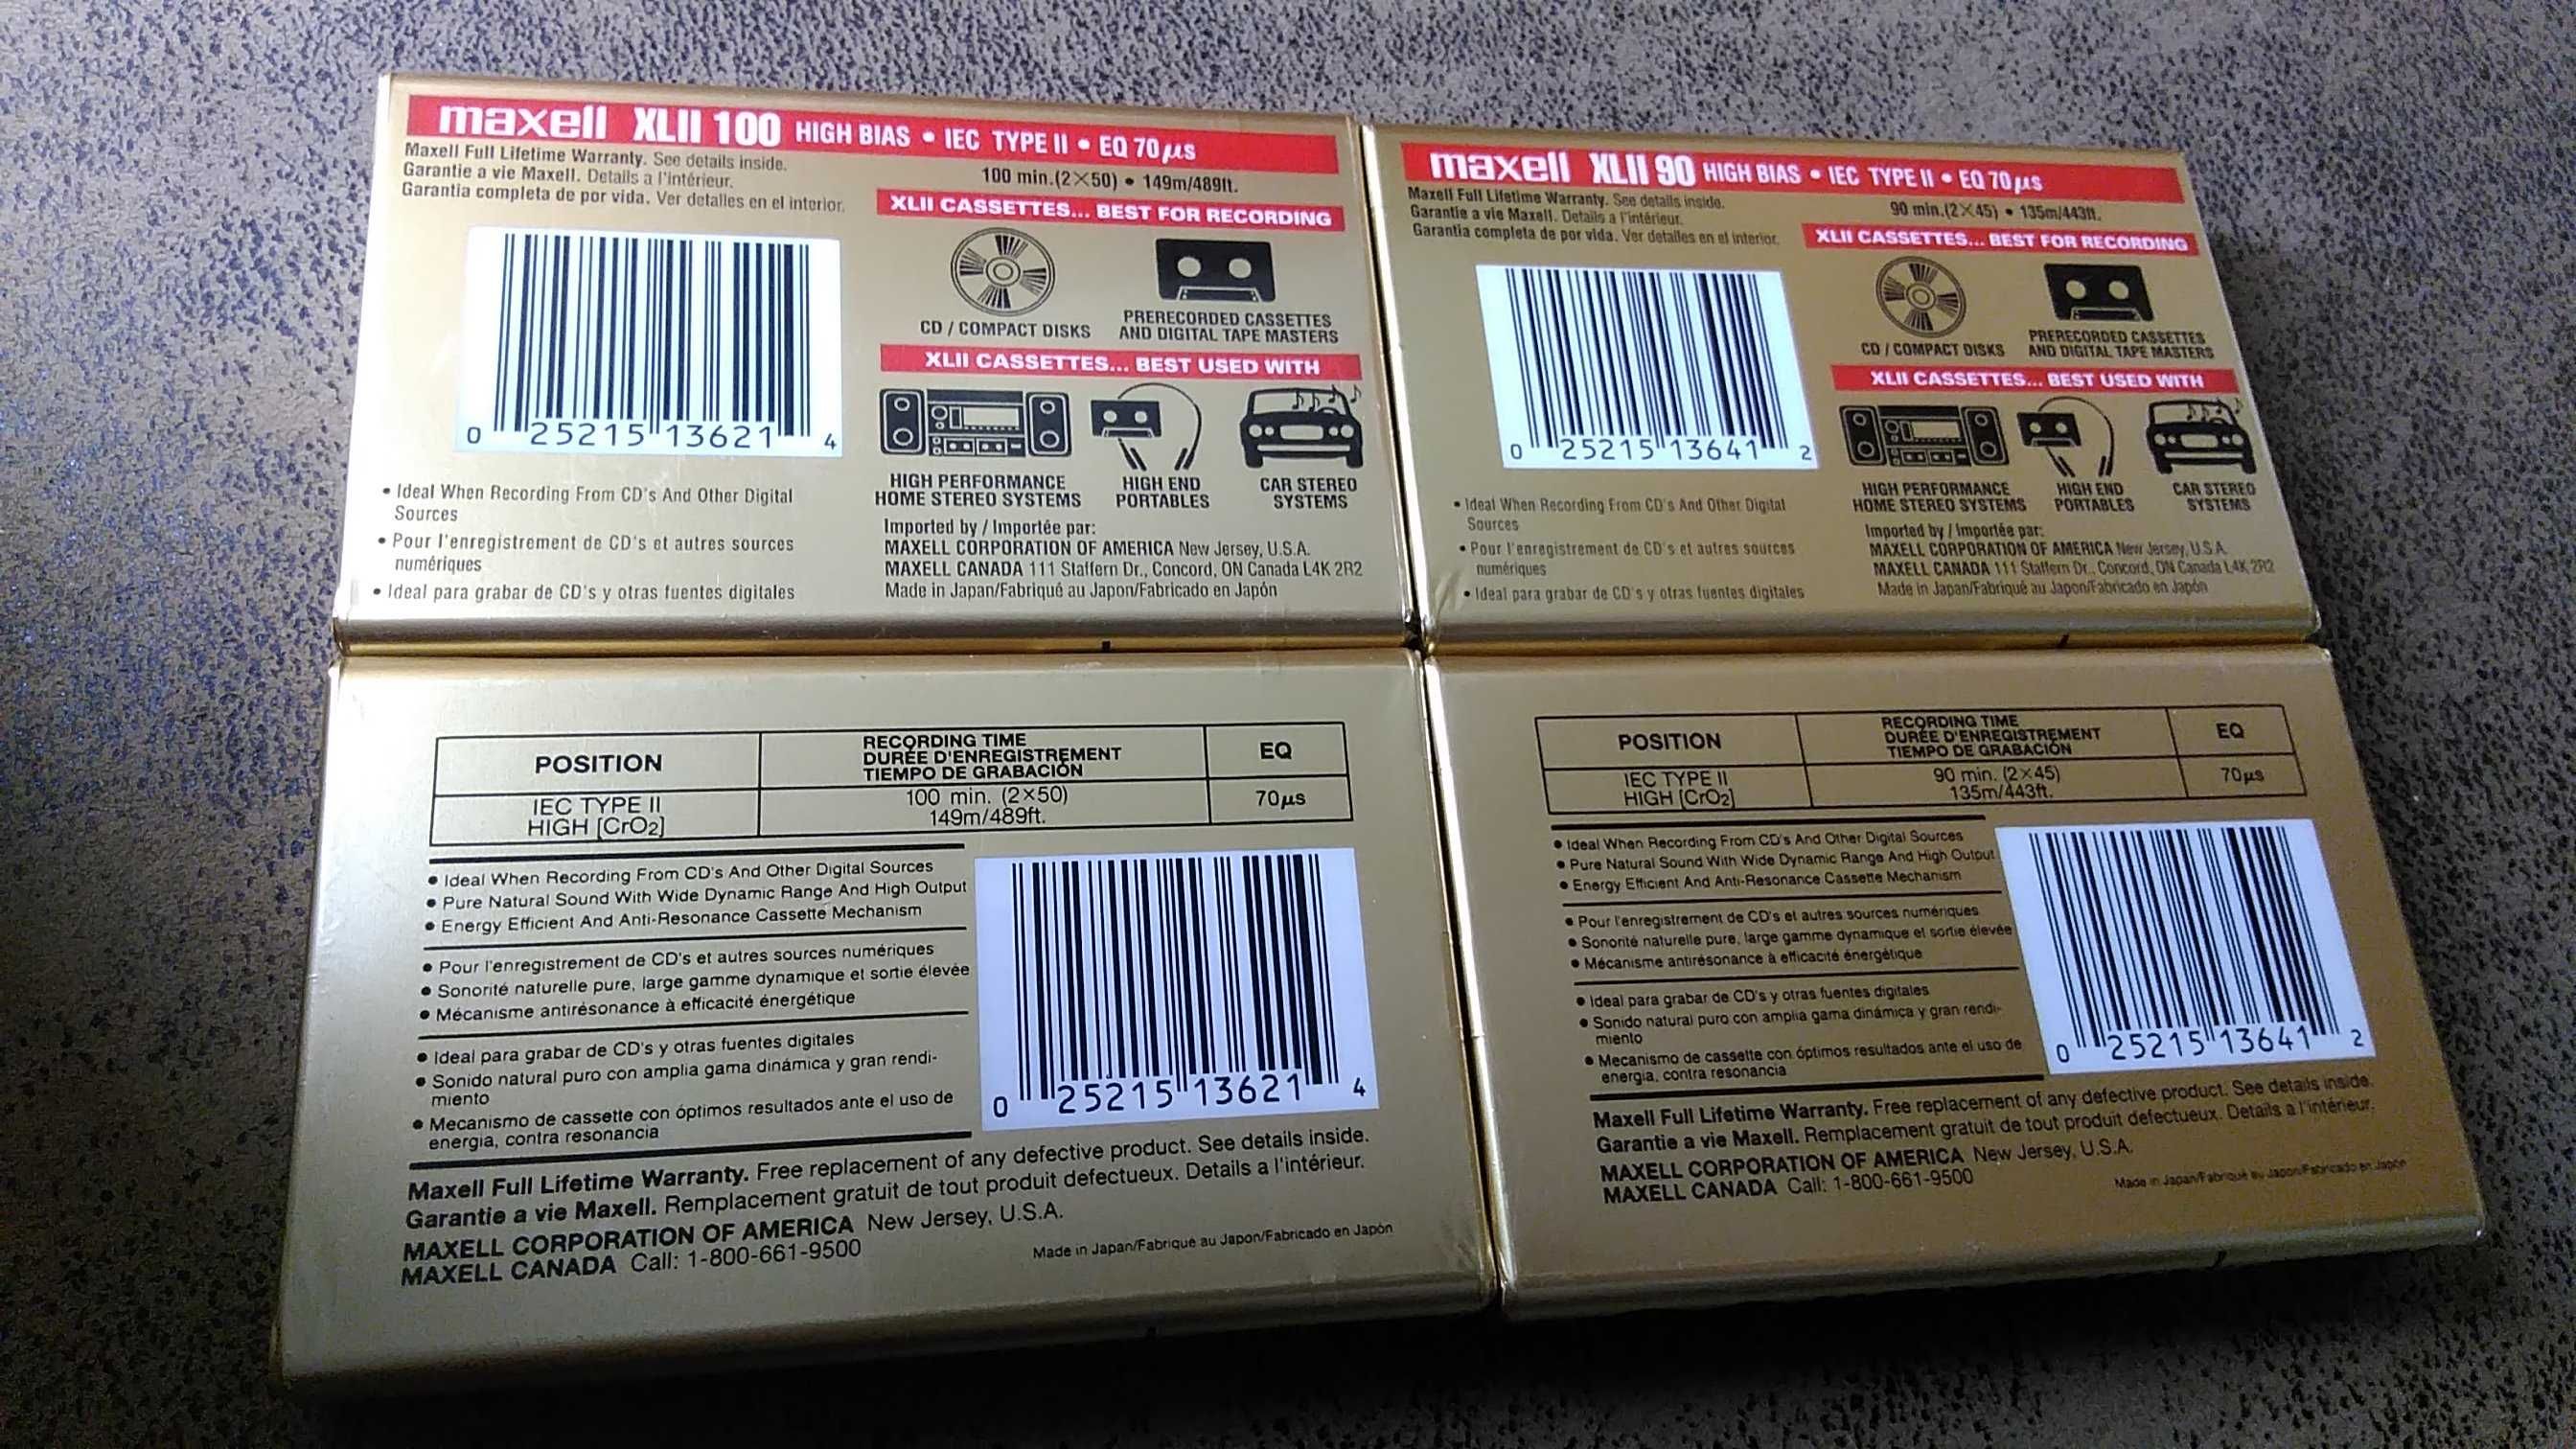 maxell XLII 100 HIGH BIAS • IEC TYPE II • EQ 70µs
Maxell Full Lifetime Warranty. See details inside.
Garantie a vie Maxell. Details a l'intérieur.
Garantia completa de por vida. Ver detalles en el interior.
100 min.(2×50) • 149m/489ft.
XLII CASSETTES... BEST FOR RECORDING
CD / COMPACT DISKS
PRERECORDED CASSETTES
AND DIGITAL TAPE MASTERS
XLII CASSETTES... BEST USED WITH
HIGH PERFORMANCE
HOME STEREO SYSTEMS
HIGH END
PORTABLES
CAR STEREO
SYSTEMS
0 25215 13621 4
• Ideal When Recording From CD's And Other Digital
Sources
• Pour l'enregistrement de CD's et autres sources
numériques
• Ideal para grabar de CD's y otras fuentes digitales
Imported by / Importée par:
MAXELL CORPORATION OF AMERICA New Jersey, U.S.A.
MAXELL CANADA 111 Staffern Dr., Concord, ON Canada L4K 2R2
Made in Japan/Fabriqué au Japon/Fabricado en Japón
maxell XLII 90 HIGH BIAS • IEC TYPE II • EQ 70µs
Maxell Full Lifetime Warranty. See details inside.
Garantie a vie Maxell. Details a l'intérieur.
Garantia completa de por vida. Ver detalles en el interior.
90 min.(2×45) • 135m/443ft.
XLII CASSETTES... BEST FOR RECORDING
CD / COMPACT DISKS
PRERECORDED CASSETTES
AND DIGITAL TAPE MASTERS
XLII CASSETTES... BEST USED WITH
HIGH PERFORMANCE
HOME STEREO SYSTEMS
HIGH END
PORTABLES
CAR STEREO
SYSTEMS
0 25215 13641 2
• Ideal When Recording From CD's And Other Digital
Sources
• Pour l'enregistrement de CD's et autres sources
numériques
• Ideal para grabar de CD's y otras fuentes digitales
Imported by / Importée par:
MAXELL CORPORATION OF AMERICA New Jersey, U.S.A.
MAXELL CANADA 111 Staffern Dr., Concord, ON Canada L4K 2R2
Made in Japan/Fabriqué au Japon/Fabricado en Japón
POSITION
RECORDING TIME
DURÉE D'ENREGISTREMENT
TIEMPO DE GRABACIÓN
EQ
IEC TYPE II
HIGH [CrO2]
100 min. (2×50)
149m/489ft.
70µs
• Ideal When Recording From CD's And Other Digital Sources
• Pure Natural Sound With Wide Dynamic Range And High Output
• Energy Efficient And Anti-Resonance Cassette Mechanism
• Pour l'enregistrement de CD's et autres sources numériques
• Sonorité naturelle pure, large gamme dynamique et sortie élevée
• Mécanisme antirésonance à efficacité énergétique
• Ideal para grabar de CD's y otras fuentes digitales
• Sonido natural puro con amplia gama dinámica y gran rendi-
miento
• Mecanismo de cassette con óptimos resultados ante el uso de
energia, contra resonancia
0 25215 13621 4
Maxell Full Lifetime Warranty. Free replacement of any defective product. See details inside.
Garantie a vie Maxell. Remplacement gratuit de tout produit defectueux. Details a l'intérieur.
MAXELL CORPORATION OF AMERICA New Jersey, U.S.A.
MAXELL CANADA Call: 1-800-661-9500
Made in Japan/Fabriqué au Japon/Fabricado en Japón
POSITION
RECORDING TIME
DURÉE D'ENREGISTREMENT
TIEMPO DE GRABACIÓN
EQ
IEC TYPE II
HIGH [CrO2]
90 min. (2×45)
135m/443ft.
70µs
• Ideal When Recording From CD's And Other Digital Sources
• Pure Natural Sound With Wide Dynamic Range And High Output
• Energy Efficient And Anti-Resonance Cassette Mechanism
• Pour l'enregistrement de CD's et autres sources numériques
• Sonorité naturelle pure, large gamme dynamique et sortie élevée
• Mécanisme antirésonance à efficacité énergétique
• Ideal para grabar de CD's y otras fuentes digitales
• Sonido natural puro con amplia gama dinámica y gran rendi-
miento
• Mecanismo de cassette con óptimos resultados ante el uso de
energia, contra resonancia
0 25215 13641 2
Maxell Full Lifetime Warranty. Free replacement of any defective product. See details inside.
Garantie a vie Maxell. Remplacement gratuit de tout produit defectueux. Details a l'intérieur.
MAXELL CORPORATION OF AMERICA New Jersey, U.S.A.
MAXELL CANADA Call: 1-800-661-9500
Made in Japan/Fabriqué au Japon/Fabricado en Japón